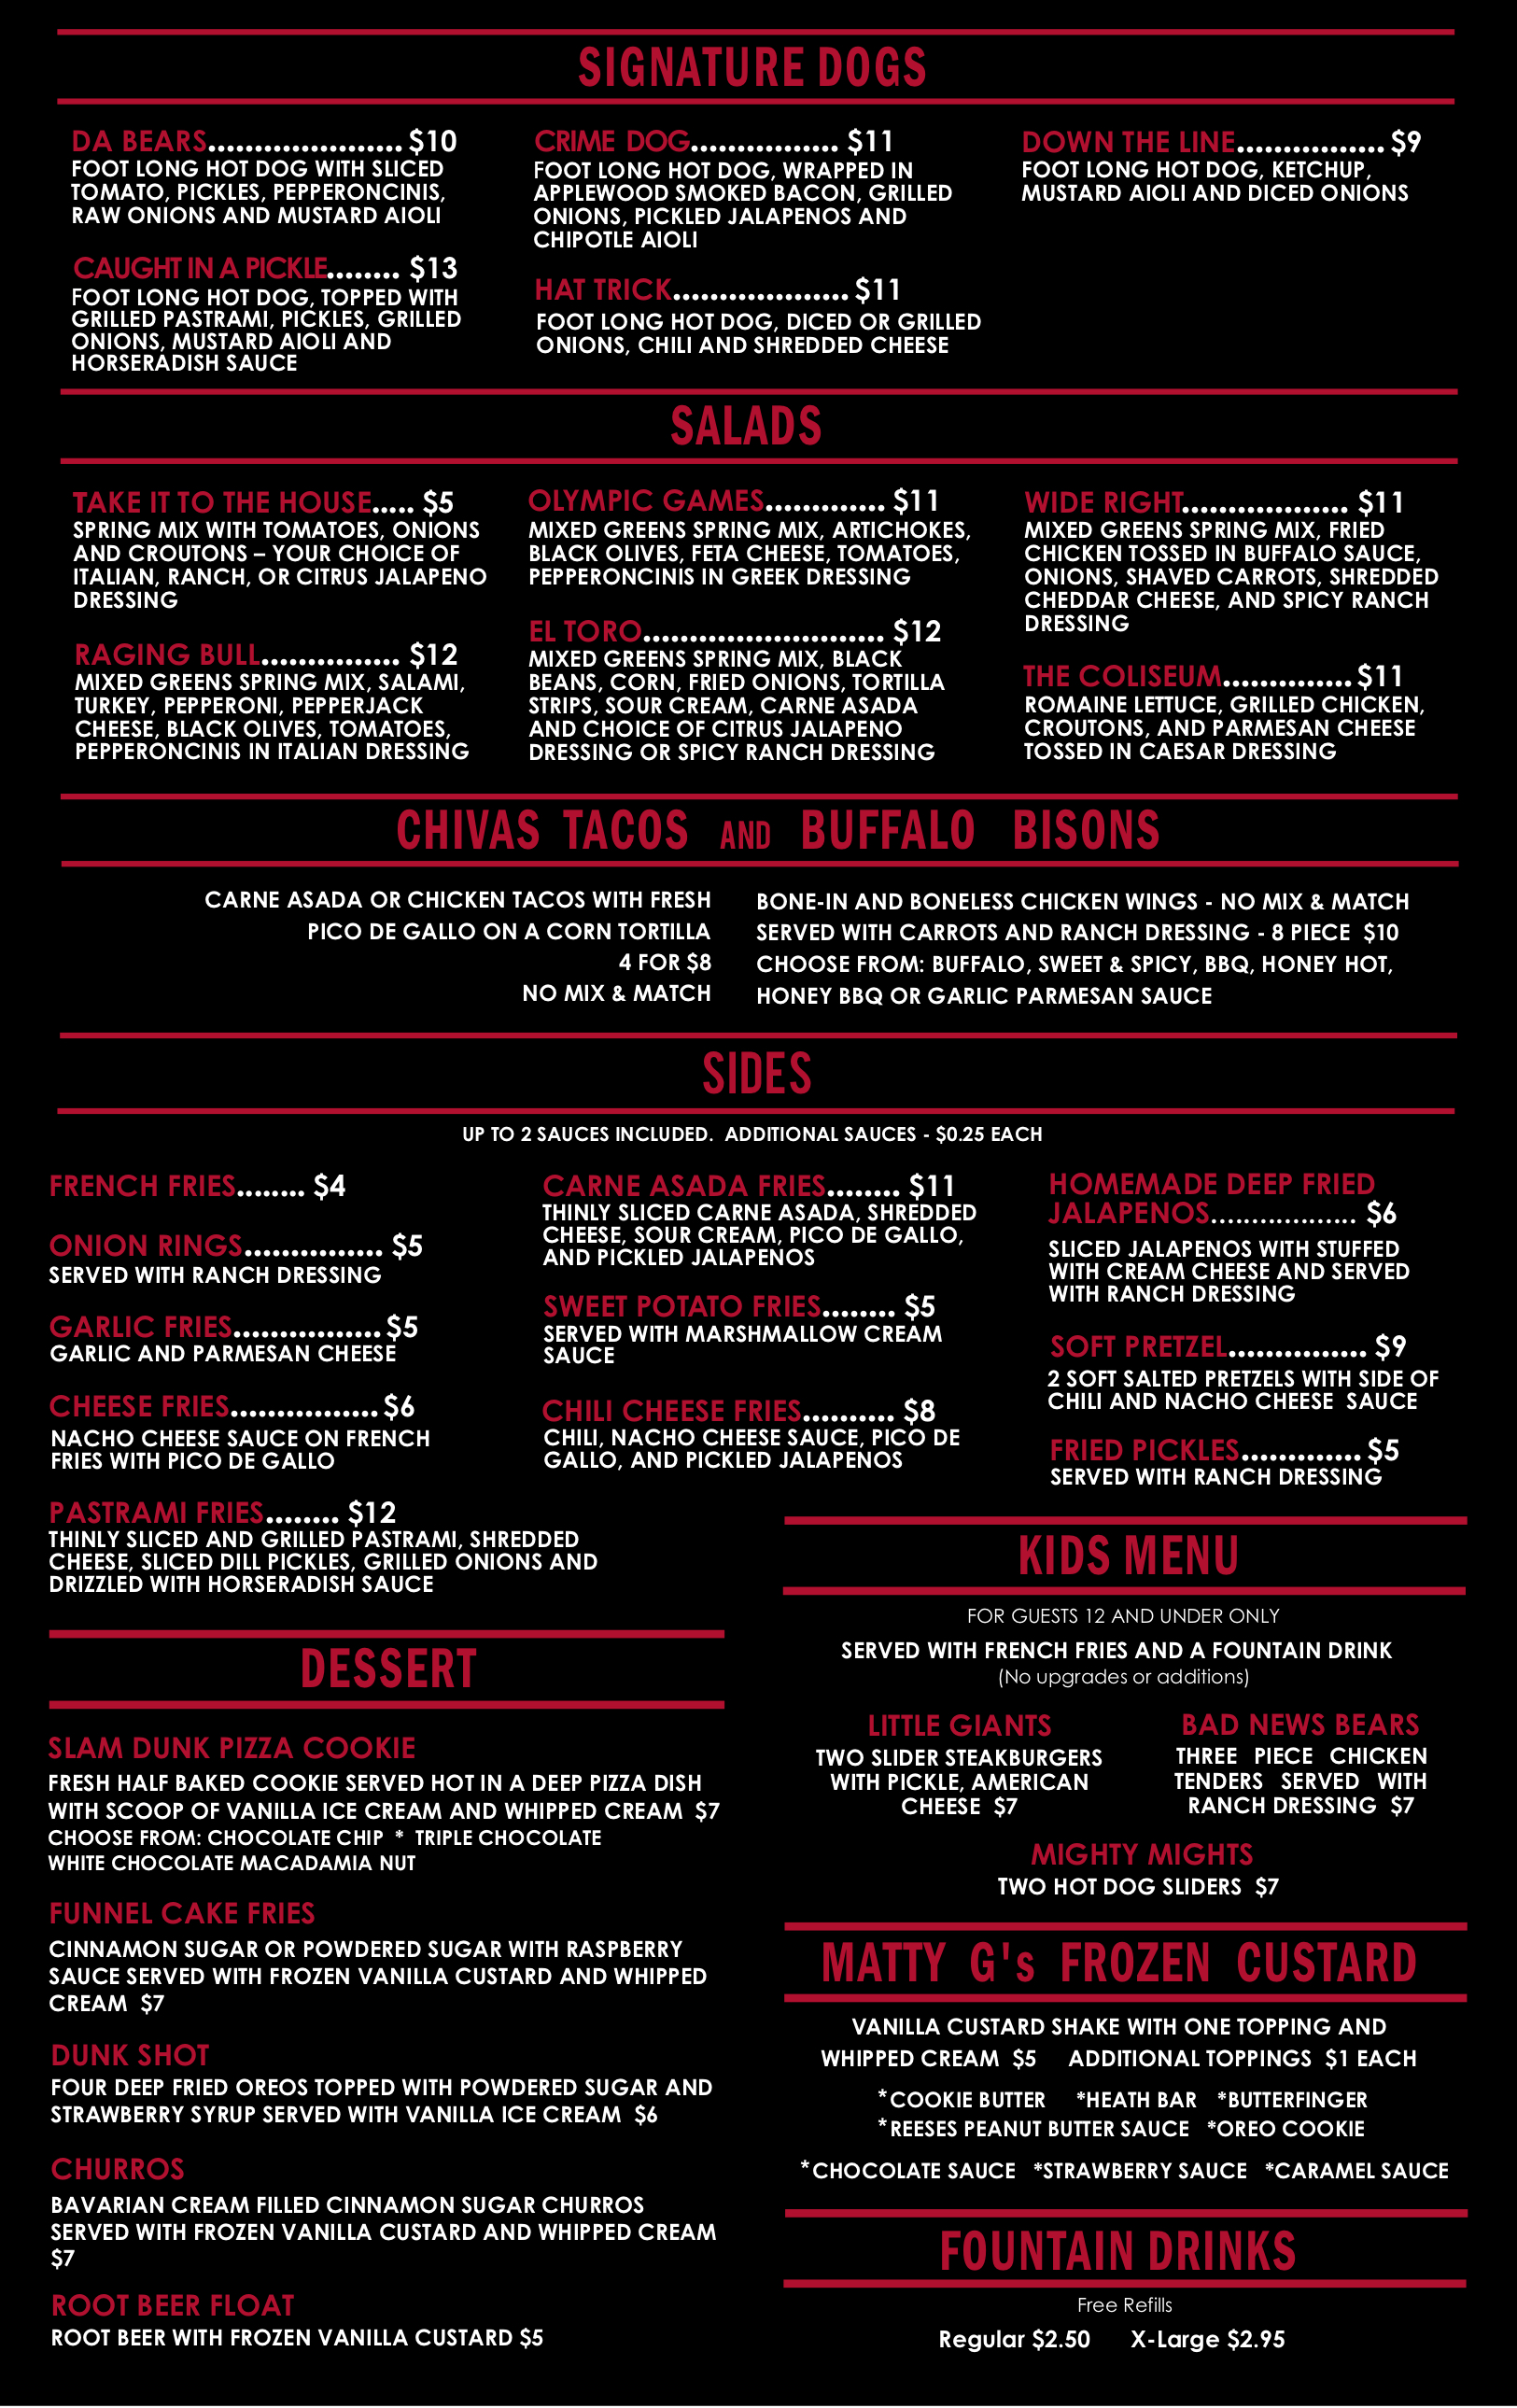 SIGNATURE DOGS
DA BEARS..................... $10
FOOT LONG HOT DOG WITH SLICED
TOMATO, PICKLES, PEPPERONCINIS,
RAW ONIONS AND MUSTARD AIOLI
CAUGHT IN A PICKLE........ $13
FOOT LONG HOT DOG, TOPPED WITH
GRILLED PASTRAMI, PICKLES, GRILLED
ONIONS, MUSTARD AIOLI AND
HORSERADISH SAUCE
CRIME DOG................ $11
FOOT LONG HOT DOG, WRAPPED IN
APPLEWOOD SMOKED BACON, GRILLED
ONIONS, PICKLED JALAPENOS AND
CHIPOTLE AIOLI
HAT TRICK................... $11
FOOT LONG HOT DOG, DICED OR GRILLED
ONIONS, CHILI AND SHREDDED CHEESE
DOWN THE LINE................ $9
FOOT LONG HOT DOG, KETCHUP,
MUSTARD AIOLI AND DICED ONIONS
SALADS
TAKE IT TO THE HOUSE..... $5
SPRING MIX WITH TOMATOES, ONIONS
AND CROUTONS – YOUR CHOICE OF
ITALIAN, RANCH, OR CITRUS JALAPENO
DRESSING
RAGING BULL............... $12
MIXED GREENS SPRING MIX, SALAMI,
TURKEY, PEPPERONI, PEPPERJACK
CHEESE, BLACK OLIVES, TOMATOES,
PEPPERONCINIS IN ITALIAN DRESSING
OLYMPIC GAMES............. $11
MIXED GREENS SPRING MIX, ARTICHOKES,
BLACK OLIVES, FETA CHEESE, TOMATOES,
PEPPERONCINIS IN GREEK DRESSING
EL TORO.......................... $12
MIXED GREENS SPRING MIX, BLACK
BEANS, CORN, FRIED ONIONS, TORTILLA
STRIPS, SOUR CREAM, CARNE ASADA
AND CHOICE OF CITRUS JALAPENO
DRESSING OR SPICY RANCH DRESSING
WIDE RIGHT.................. $11
MIXED GREENS SPRING MIX, FRIED
CHICKEN TOSSED IN BUFFALO SAUCE,
ONIONS, SHAVED CARROTS, SHREDDED
CHEDDAR CHEESE, AND SPICY RANCH
DRESSING
THE COLISEUM.............. $11
ROMAINE LETTUCE, GRILLED CHICKEN,
CROUTONS, AND PARMESAN CHEESE
TOSSED IN CAESAR DRESSING
CHIVAS TACOS AND BUFFALO BISONS
CARNE ASADA OR CHICKEN TACOS WITH FRESH
PICO DE GALLO ON A CORN TORTILLA
4 FOR $8
NO MIX & MATCH
BONE-IN AND BONELESS CHICKEN WINGS - NO MIX & MATCH
SERVED WITH CARROTS AND RANCH DRESSING - 8 PIECE $10
CHOOSE FROM: BUFFALO, SWEET & SPICY, BBQ, HONEY HOT,
HONEY BBQ OR GARLIC PARMESAN SAUCE
SIDES
UP TO 2 SAUCES INCLUDED. ADDITIONAL SAUCES - $0.25 EACH
FRENCH FRIES........ $4
ONION RINGS............... $5
SERVED WITH RANCH DRESSING
GARLIC FRIES................ $5
GARLIC AND PARMESAN CHEESE
CHEESE FRIES................ $6
NACHO CHEESE SAUCE ON FRENCH
FRIES WITH PICO DE GALLO
PASTRAMI FRIES........ $12
THINLY SLICED AND GRILLED PASTRAMI, SHREDDED
CHEESE, SLICED DILL PICKLES, GRILLED ONIONS AND
DRIZZLED WITH HORSERADISH SAUCE
CARNE ASADA FRIES........ $11
THINLY SLICED CARNE ASADA, SHREDDED
CHEESE, SOUR CREAM, PICO DE GALLO,
AND PICKLED JALAPENOS
SWEET POTATO FRIES........ $5
SERVED WITH MARSHMALLOW CREAM
SAUCE
CHILI CHEESE FRIES.......... $8
CHILI, NACHO CHEESE SAUCE, PICO DE
GALLO, AND PICKLED JALAPENOS
HOMEMADE DEEP FRIED
JALAPENOS.................. $6
SLICED JALAPENOS WITH STUFFED
WITH CREAM CHEESE AND SERVED
WITH RANCH DRESSING
SOFT PRETZEL............... $9
2 SOFT SALTED PRETZELS WITH SIDE OF
CHILI AND NACHO CHEESE SAUCE
FRIED PICKLES............. $5
SERVED WITH RANCH DRESSING
DESSERT
SLAM DUNK PIZZA COOKIE
FRESH HALF BAKED COOKIE SERVED HOT IN A DEEP PIZZA DISH
WITH SCOOP OF VANILLA ICE CREAM AND WHIPPED CREAM $7
CHOOSE FROM: CHOCOLATE CHIP * TRIPLE CHOCOLATE
WHITE CHOCOLATE MACADAMIA NUT
FUNNEL CAKE FRIES
CINNAMON SUGAR OR POWDERED SUGAR WITH RASPBERRY
SAUCE SERVED WITH FROZEN VANILLA CUSTARD AND WHIPPED
CREAM $7
DUNK SHOT
FOUR DEEP FRIED OREOS TOPPED WITH POWDERED SUGAR AND
STRAWBERRY SYRUP SERVED WITH VANILLA ICE CREAM $6
CHURROS
BAVARIAN CREAM FILLED CINNAMON SUGAR CHURROS
SERVED WITH FROZEN VANILLA CUSTARD AND WHIPPED CREAM
$7
ROOT BEER FLOAT
ROOT BEER WITH FROZEN VANILLA CUSTARD $5
KIDS MENU
FOR GUESTS 12 AND UNDER ONLY
SERVED WITH FRENCH FRIES AND A FOUNTAIN DRINK
(No upgrades or additions)
LITTLE GIANTS
TWO SLIDER STEAKBURGERS
WITH PICKLE, AMERICAN
CHEESE $7
BAD NEWS BEARS
THREE PIECE CHICKEN
TENDERS SERVED WITH
RANCH DRESSING $7
MIGHTY MIGHTS
TWO HOT DOG SLIDERS $7
MATTY G's FROZEN CUSTARD
VANILLA CUSTARD SHAKE WITH ONE TOPPING AND
WHIPPED CREAM $5 ADDITIONAL TOPPINGS $1 EACH
*COOKIE BUTTER *HEATH BAR *BUTTERFINGER
*REESES PEANUT BUTTER SAUCE *OREO COOKIE
*CHOCOLATE SAUCE *STRAWBERRY SAUCE *CARAMEL SAUCE
FOUNTAIN DRINKS
Free Refills
Regular $2.50 X-Large $2.95